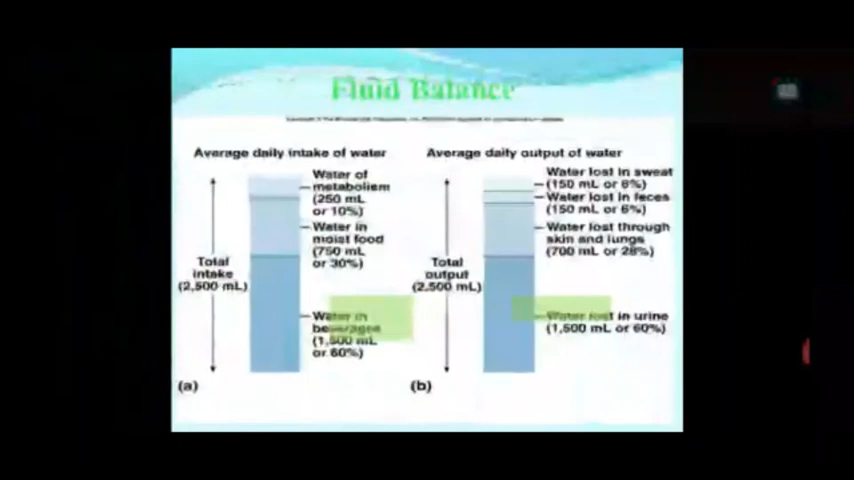 Fluid Balance
Average daily intake of water
Water of
metabolism
(250 mL
or 10%)
Water in
moist food
(750 mL
or 30%)
Total
intake
(2,500 mL)
Water in
beverages
(1,500 mL
or 60%)
(a)
Average daily output of water
Water lost in sweat
(150 mL or 6%)
Water lost in feces
(150 mL or 6%)
Water lost through
skin and lungs
(700 mL or 28%)
Total
output
(2,500 mL)
Water lost in urine
(1,500 mL or 60%)
(b)